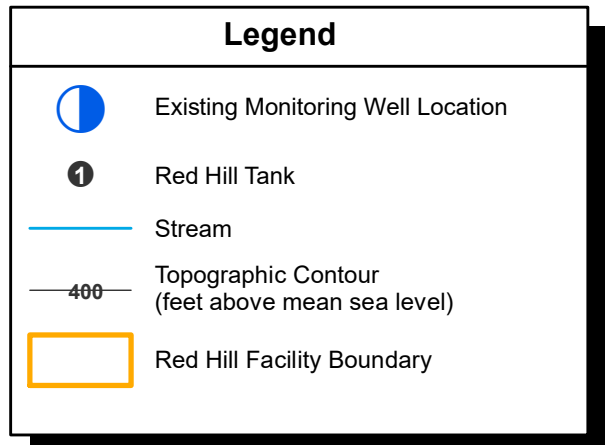 Legend
Existing Monitoring Well Location
1
Red Hill Tank
Stream
400
Topographic Contour
(feet above mean sea level)
Red Hill Facility Boundary